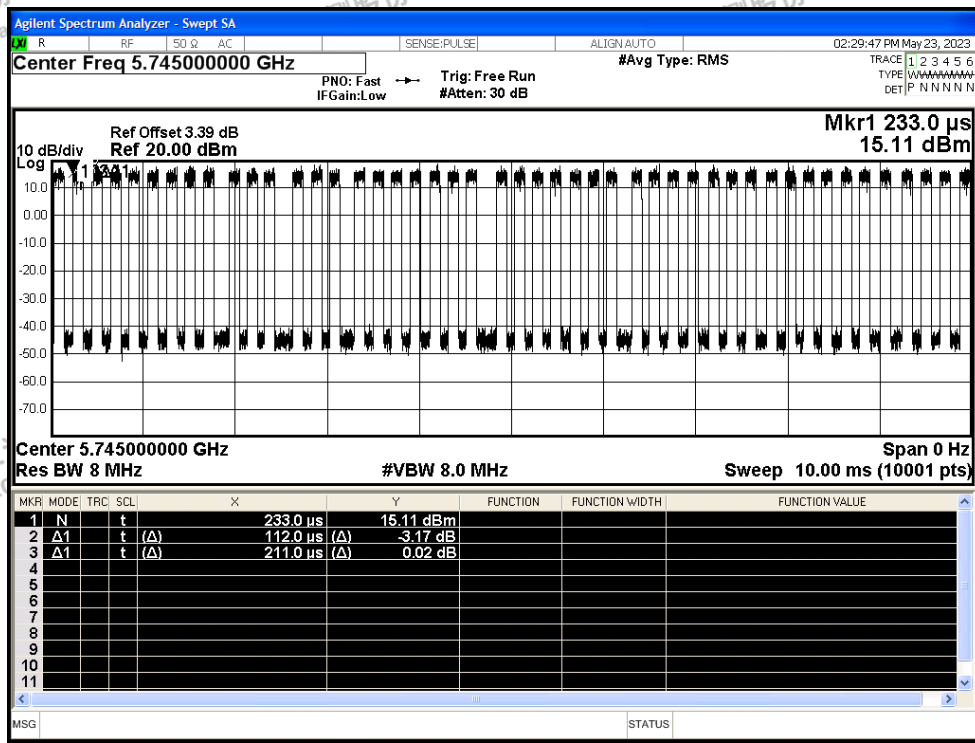 Agilent Spectrum Analyzer - Swept SA
LXI R RF 50 Ω AC SENSE:PULSE ALIGN AUTO 02:29:47 PM May 23, 2023
Center Freq 5.745000000 GHz
PNO: Fast
IFGain:Low
Trig: Free Run
#Atten: 30 dB
#Avg Type: RMS
TRACE 1 2 3 4 5 6
TYPE WWWWWW
DET P N N N N N
Mkr1 233.0 µs
15.11 dBm
Ref Offset 3.39 dB
10 dB/div Ref 20.00 dBm
Log
10.0
0.00
-10.0
-20.0
-30.0
-40.0
-50.0
-60.0
-70.0
Center 5.745000000 GHz Span 0 Hz
Res BW 8 MHz #VBW 8.0 MHz Sweep 10.00 ms (10001 pts)
MKR MODE TRC SCL X Y FUNCTION FUNCTION WIDTH FUNCTION VALUE
1 N t 233.0 µs 15.11 dBm
2 Δ1 t (Δ) 112.0 µs (Δ) -3.17 dB
3 Δ1 t (Δ) 211.0 µs (Δ) 0.02 dB
4
5
6
7
8
9
10
11
MSG STATUS